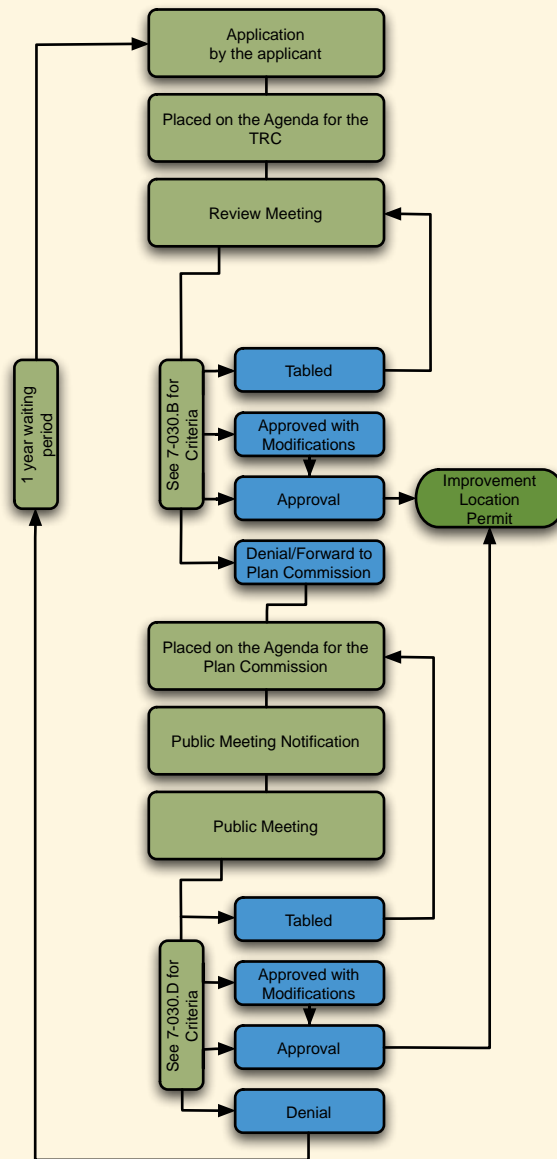 Application
by the applicant
Placed on the Agenda for the
TRC
Review Meeting
1 year waiting
period
See 7-030.B for
Criteria
Tabled
Approved with
Modifications
Approval
Improvement
Location
Permit
Denial/Forward to
Plan Commission
Placed on the Agenda for the
Plan Commission
Public Meeting Notification
Public Meeting
See 7-030.D for
Criteria
Tabled
Approved with
Modifications
Approval
Denial